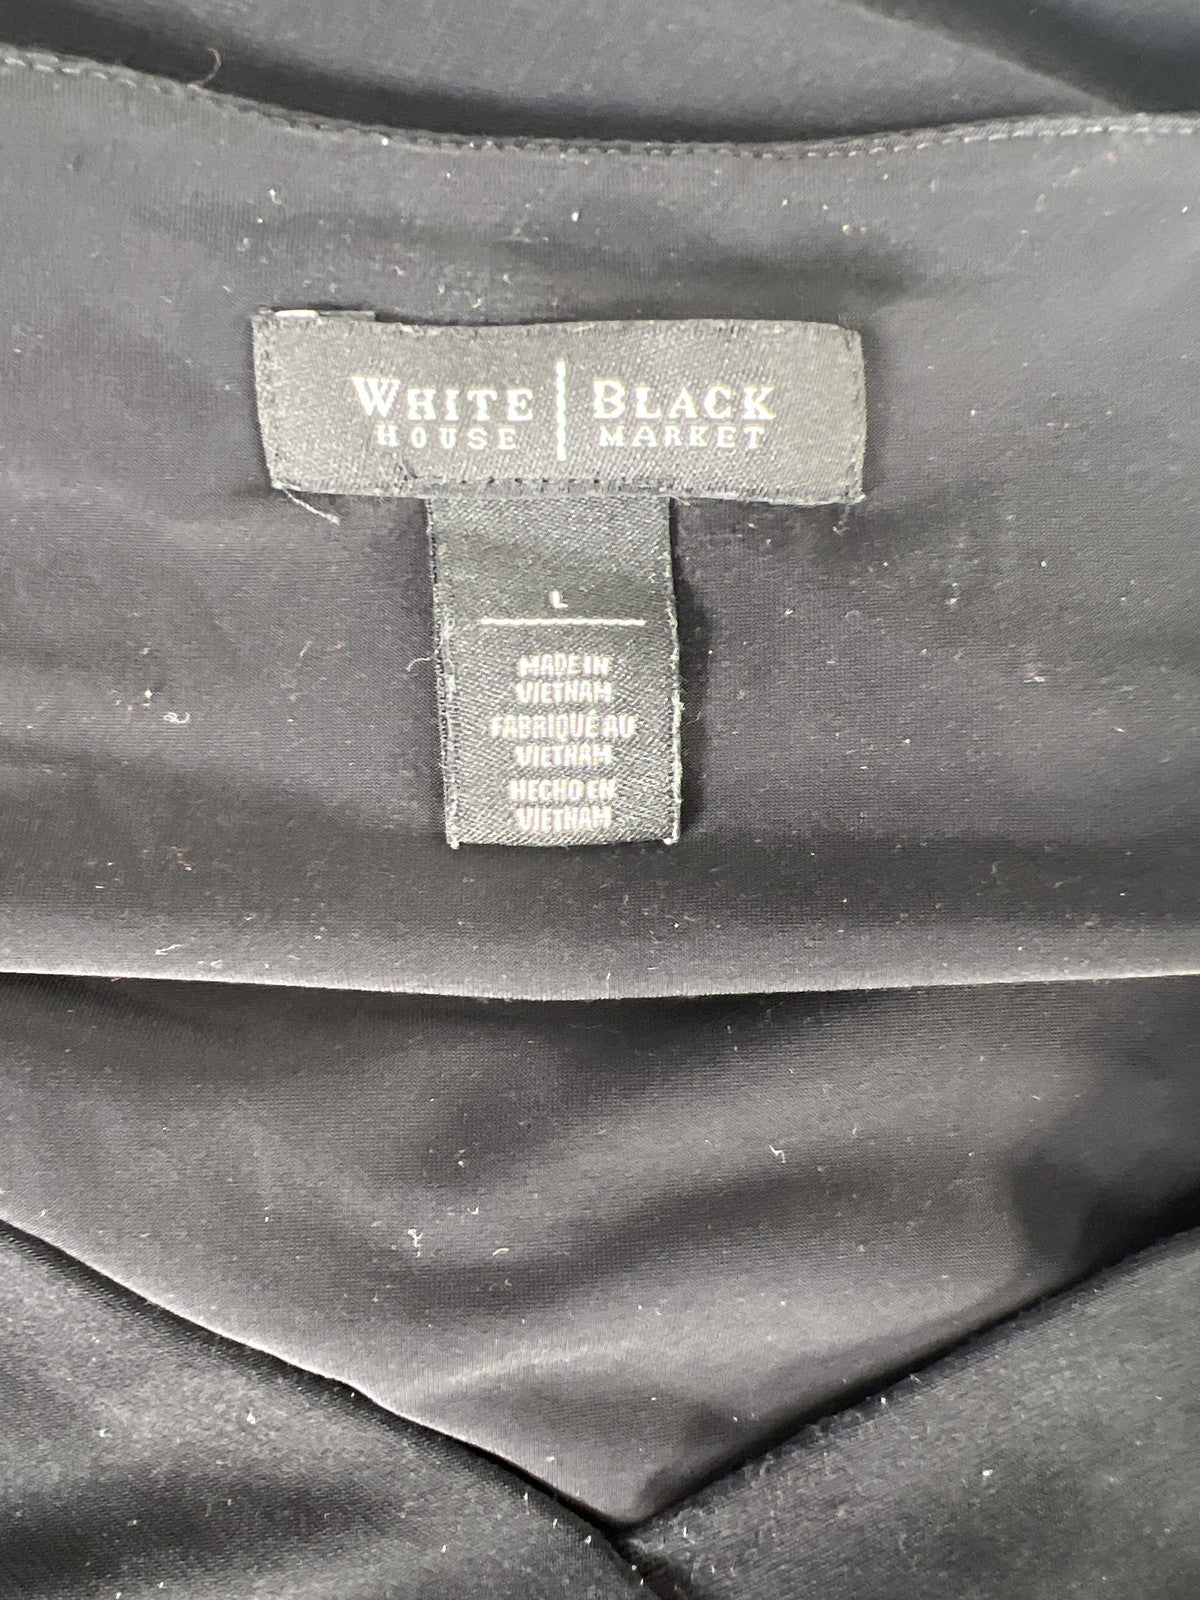 WHITE | BLACK
HOUSE | MARKET
L
MADE IN
VIETNAM
FABRIQUÉ AU
VIETNAM
HECHO EN
VIETNAM